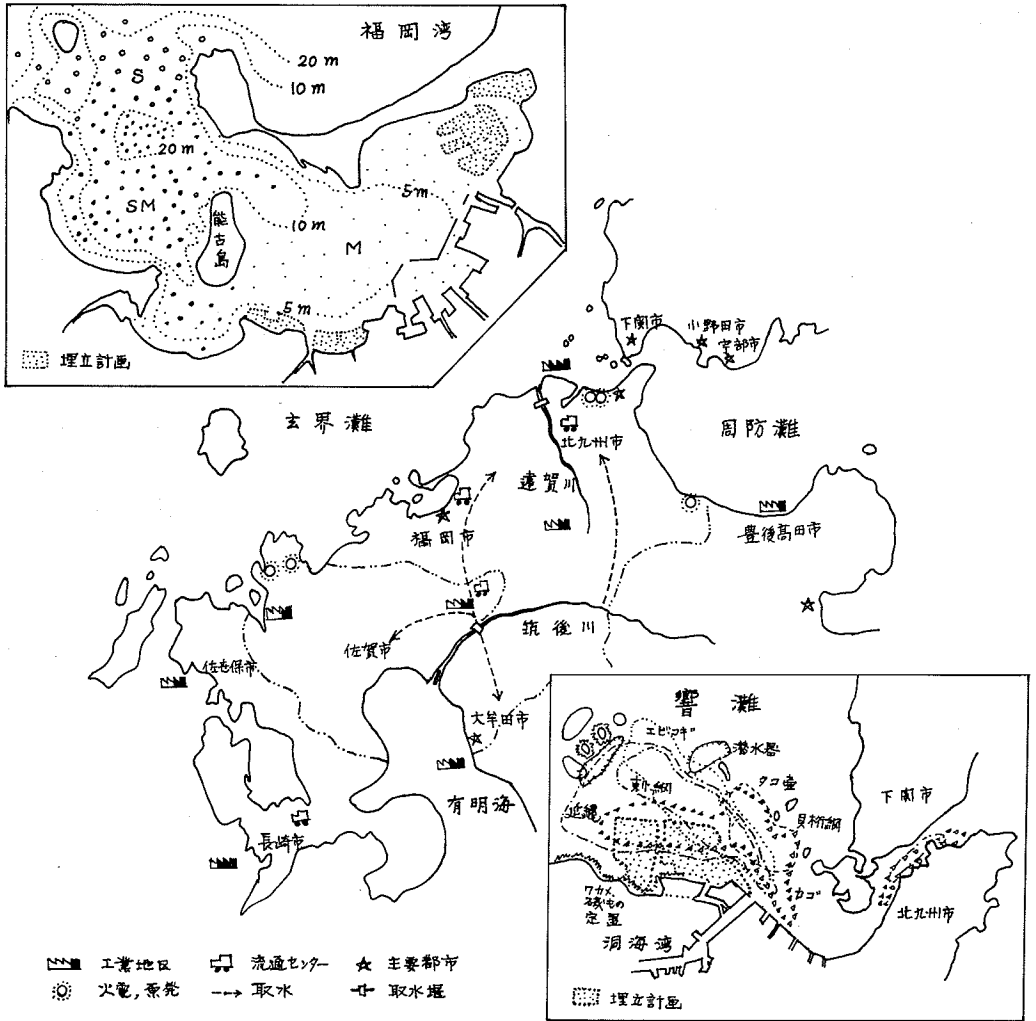 福岡湾
20 m
10 m
S
20 m
SM
能古島
10 m
5 m
M
5 m
埋立計画
下関市
小野田市
宇部市
玄界灘
周防灘
北九州市
遠賀川
福岡市
豊後高田市
筑後川
佐賀市
佐世保市
大牟田市
有明海
長崎市
響灘
エビコギ
潜水器
タコ壺
刺網
延縄
貝桁網
下関市
カゴ
ワカメ、
磯もの
定置
北九州市
洞海湾
埋立計画
工業地区
流通センター
主要都市
火電，原発
取水
取水堰